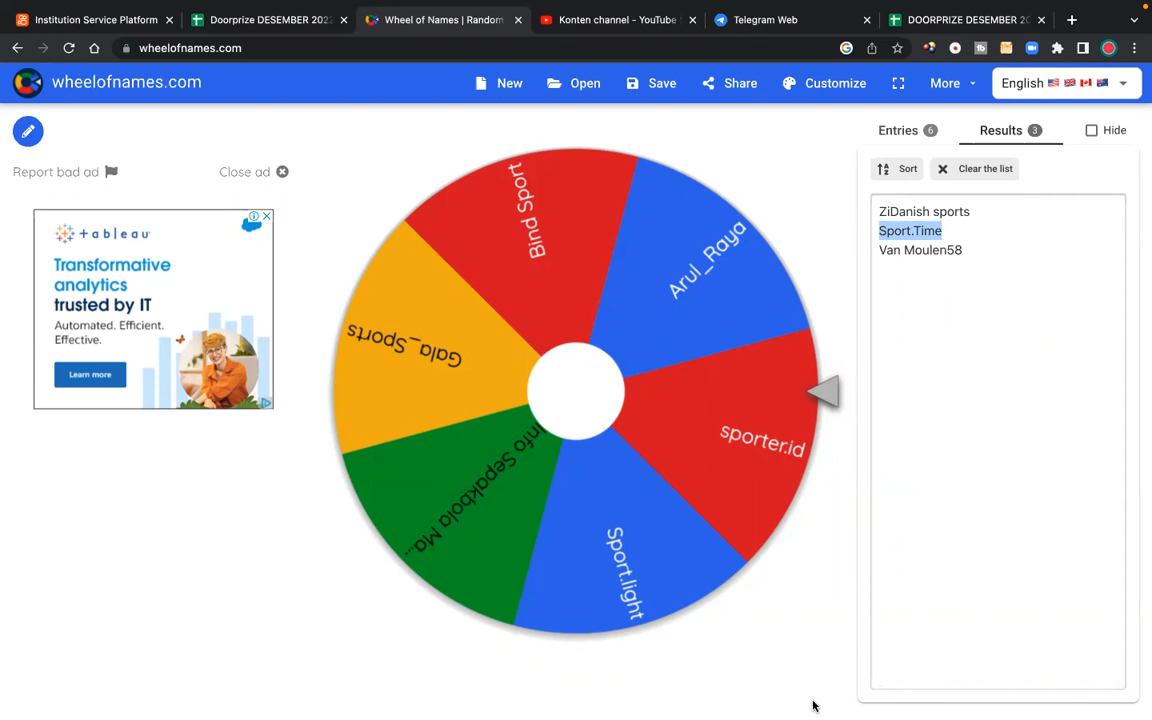 Institution Service Platform
Doorprize DESEMBER 2022
Wheel of Names | Random
Konten channel - YouTube
Telegram Web
DOORPRIZE DESEMBER 20
wheelofnames.com
wheelofnames.com
New
Open
Save
Share
Customize
More
English
Report bad ad
Close ad
Entries 6
Results 3
Hide
Sort
Clear the list
ZiDanish sports
Sport.Time
Van Moulen58
+ableau
Transformative
analytics
trusted by IT
Automated. Efficient.
Effective.
Learn more
Bind Sport
Arul_Raya
sporter.id
Sport.light
Info Sepakbola Ma...
Gala_Sports